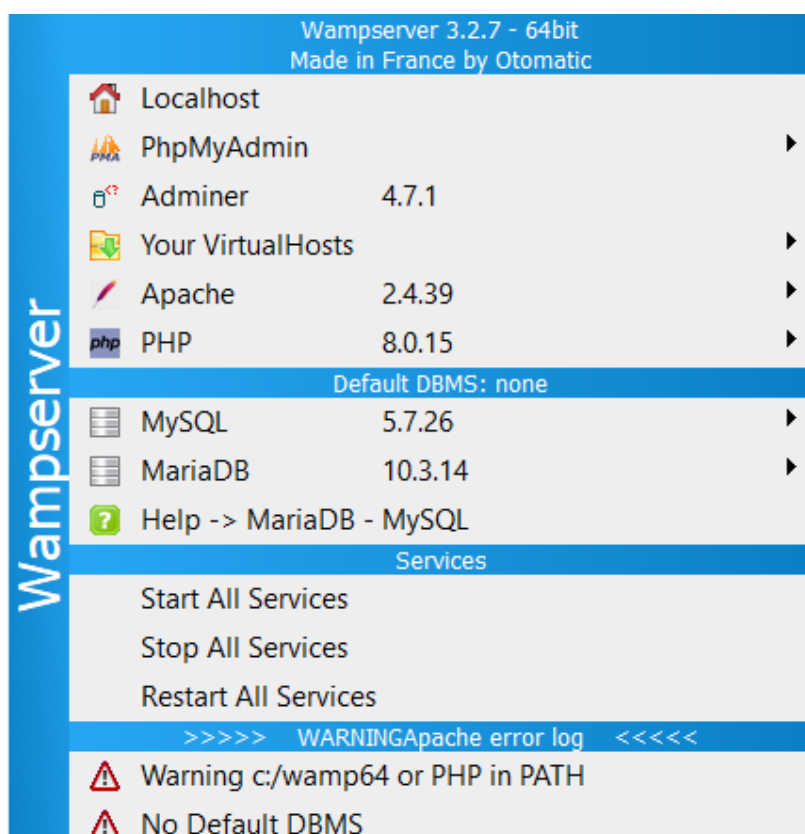 Wampserver 3.2.7 - 64bit
Made in France by Otomatic
Localhost
PMA PhpMyAdmin
Adminer 4.7.1
Your VirtualHosts
Apache 2.4.39
php PHP 8.0.15
Default DBMS: none
MySQL 5.7.26
MariaDB 10.3.14
? Help -> MariaDB - MySQL
Services
Start All Services
Stop All Services
Restart All Services
>>>>> WARNINGApache error log <<<<<
Warning c:/wamp64 or PHP in PATH
No Default DBMS
Wampserver